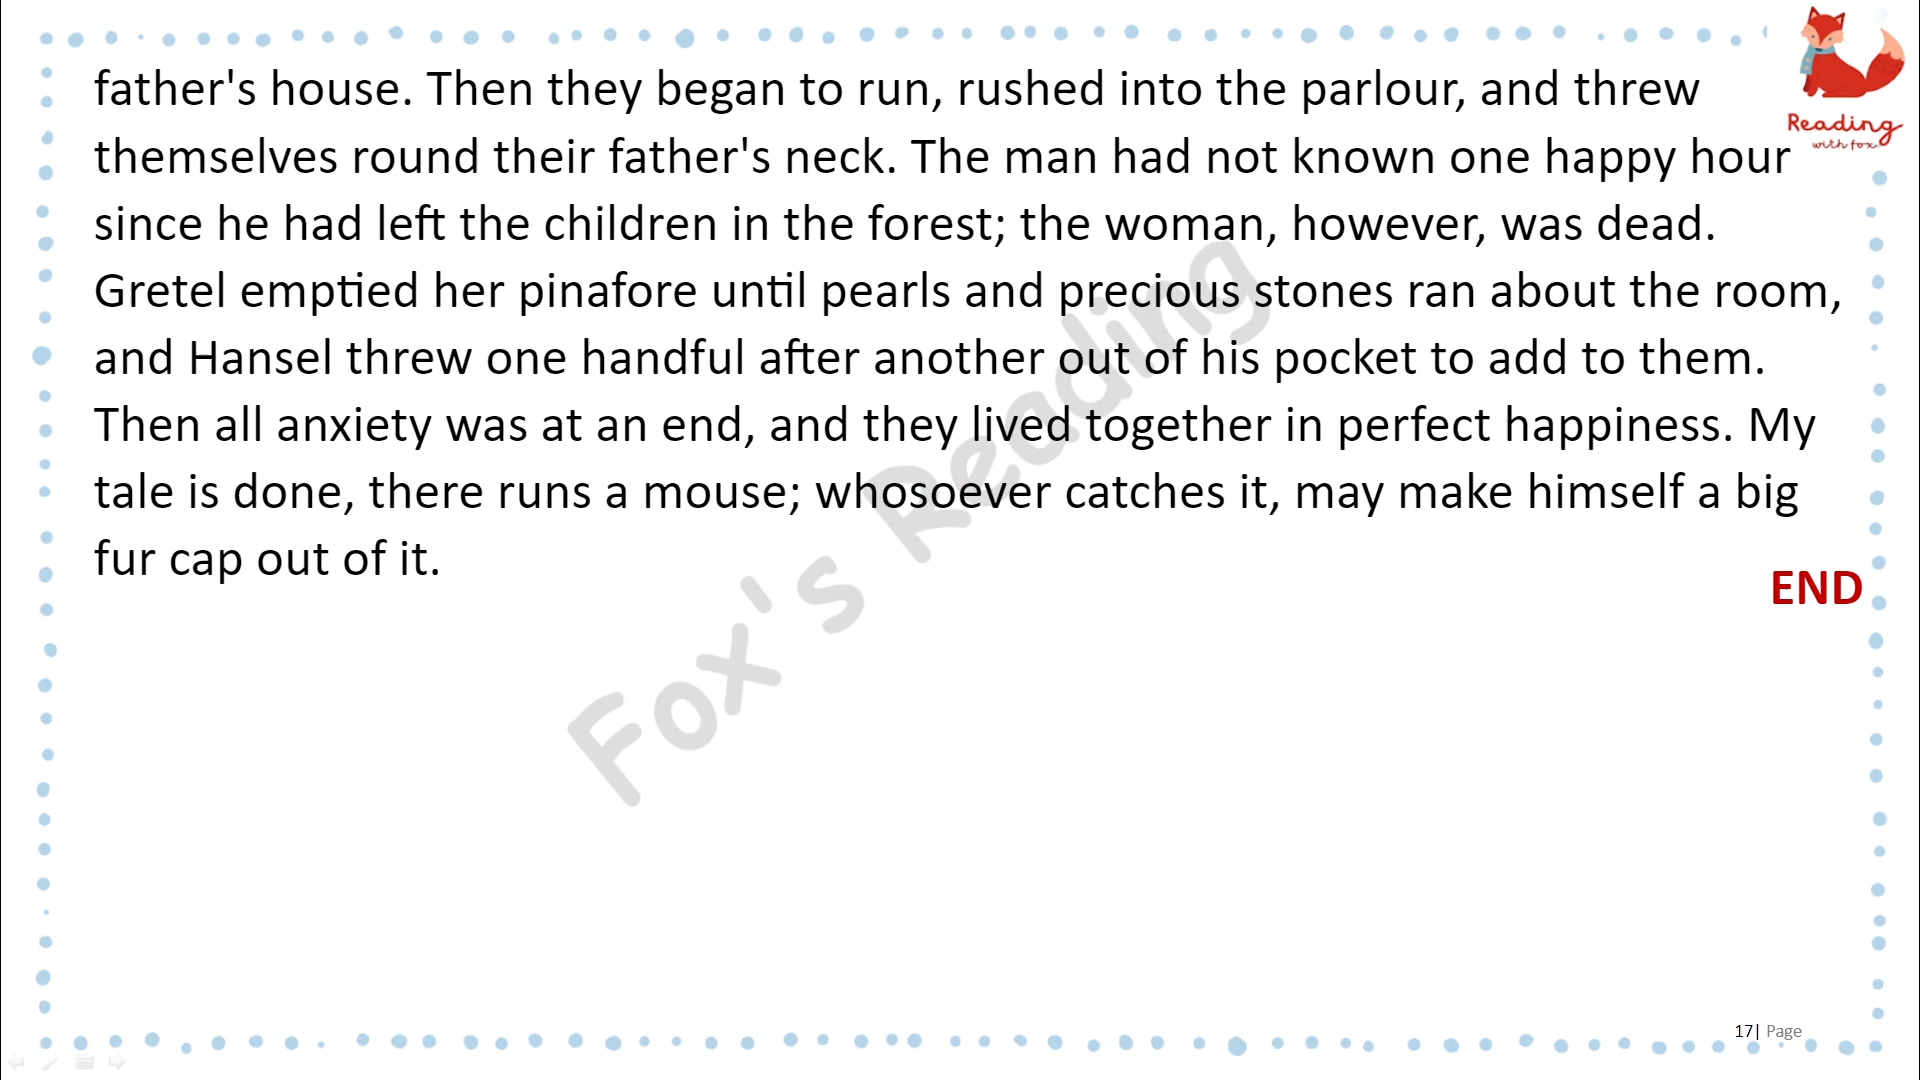 father's house. Then they began to run, rushed into the parlour, and threw
themselves round their father's neck. The man had not known one happy hour
since he had left the children in the forest; the woman, however, was dead.
Gretel emptied her pinafore until pearls and precious stones ran about the room,
and Hansel threw one handful after another out of his pocket to add to them.
Then all anxiety was at an end, and they lived together in perfect happiness. My
tale is done, there runs a mouse; whosoever catches it, may make himself a big
fur cap out of it.
END
Reading
with fox
Fox's Reading
17| Page